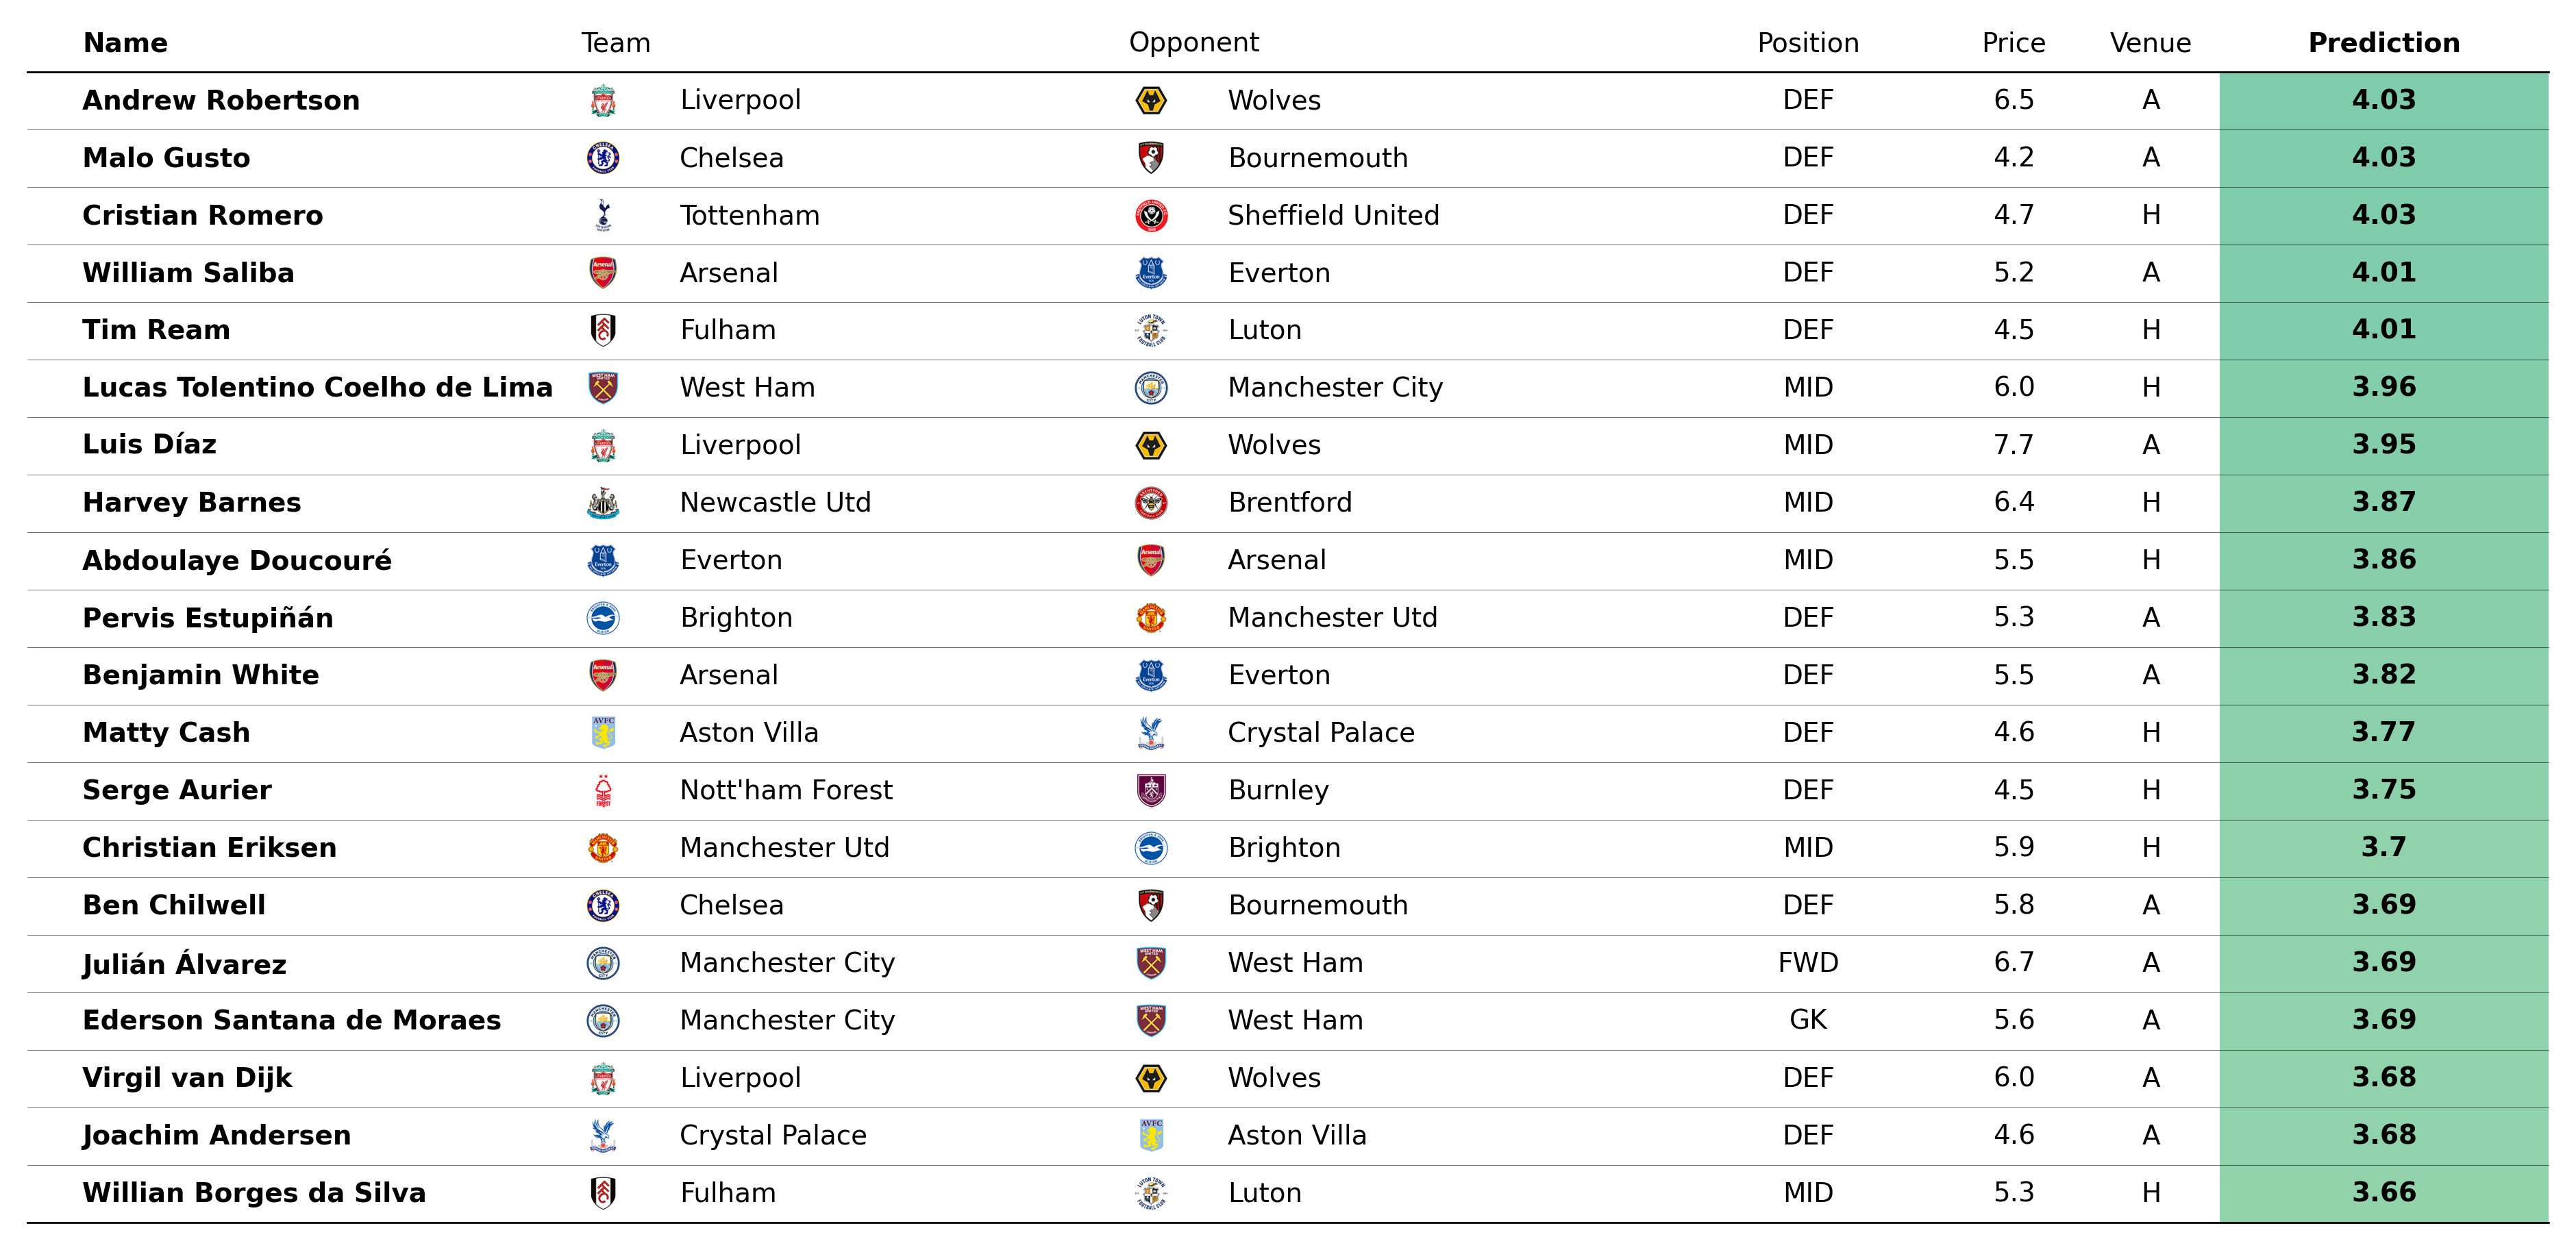 Name Team Opponent Position Price Venue Prediction
Andrew Robertson Liverpool Wolves DEF 6.5 A 4.03
Malo Gusto Chelsea Bournemouth DEF 4.2 A 4.03
Cristian Romero Tottenham Sheffield United DEF 4.7 H 4.03
William Saliba Arsenal Everton DEF 5.2 A 4.01
Tim Ream Fulham Luton DEF 4.5 H 4.01
Lucas Tolentino Coelho de Lima West Ham Manchester City MID 6.0 H 3.96
Luis Díaz Liverpool Wolves MID 7.7 A 3.95
Harvey Barnes Newcastle Utd Brentford MID 6.4 H 3.87
Abdoulaye Doucouré Everton Arsenal MID 5.5 H 3.86
Pervis Estupiñán Brighton Manchester Utd DEF 5.3 A 3.83
Benjamin White Arsenal Everton DEF 5.5 A 3.82
Matty Cash Aston Villa Crystal Palace DEF 4.6 H 3.77
Serge Aurier Nott'ham Forest Burnley DEF 4.5 H 3.75
Christian Eriksen Manchester Utd Brighton MID 5.9 H 3.7
Ben Chilwell Chelsea Bournemouth DEF 5.8 A 3.69
Julián Álvarez Manchester City West Ham FWD 6.7 A 3.69
Ederson Santana de Moraes Manchester City West Ham GK 5.6 A 3.69
Virgil van Dijk Liverpool Wolves DEF 6.0 A 3.68
Joachim Andersen Crystal Palace Aston Villa DEF 4.6 A 3.68
Willian Borges da Silva Fulham Luton MID 5.3 H 3.66